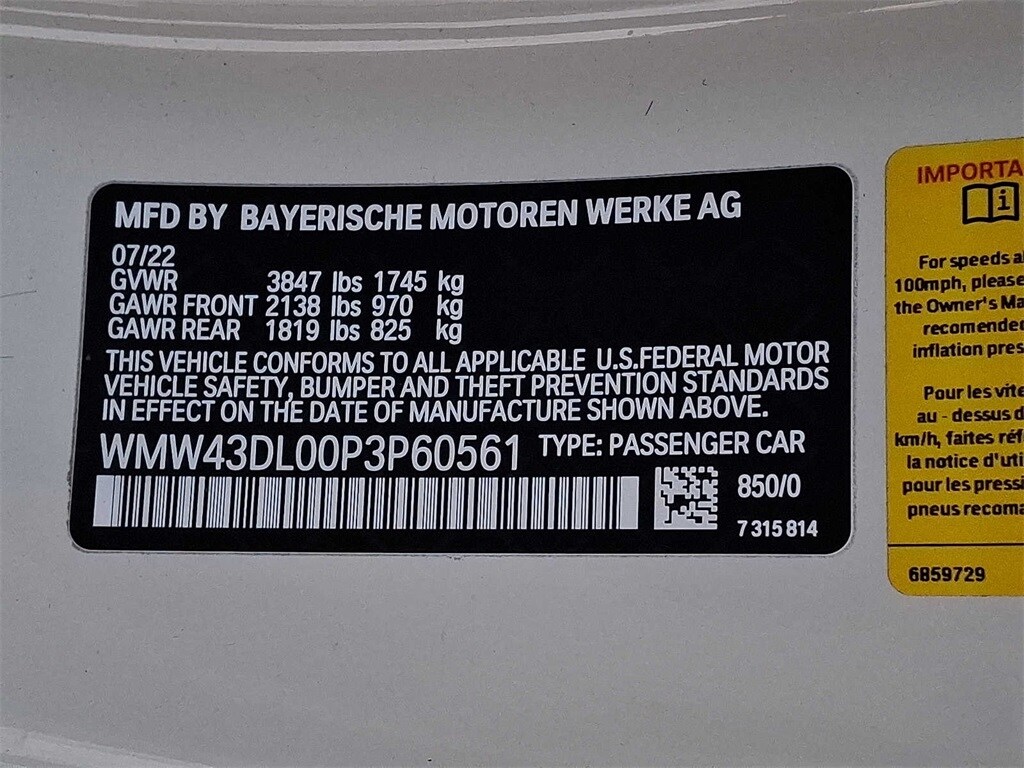 MFD BY BAYERISCHE MOTOREN WERKE AG
07/22
GVWR 3847 lbs 1745 kg
GAWR FRONT 2138 lbs 970 kg
GAWR REAR 1819 lbs 825 kg
THIS VEHICLE CONFORMS TO ALL APPLICABLE U.S.FEDERAL MOTOR
VEHICLE SAFETY, BUMPER AND THEFT PREVENTION STANDARDS
IN EFFECT ON THE DATE OF MANUFACTURE SHOWN ABOVE.
WMW43DL00P3P60561 TYPE: PASSENGER CAR
850/0
7 315 814
IMPORTA
i
For speeds a
100mph, please
the Owner's Ma
recomended
inflation pres
Pour les vite
au - dessus d
km/h, faites réf
la notice d'uti
pour les pressi
pneus recoma
6859729